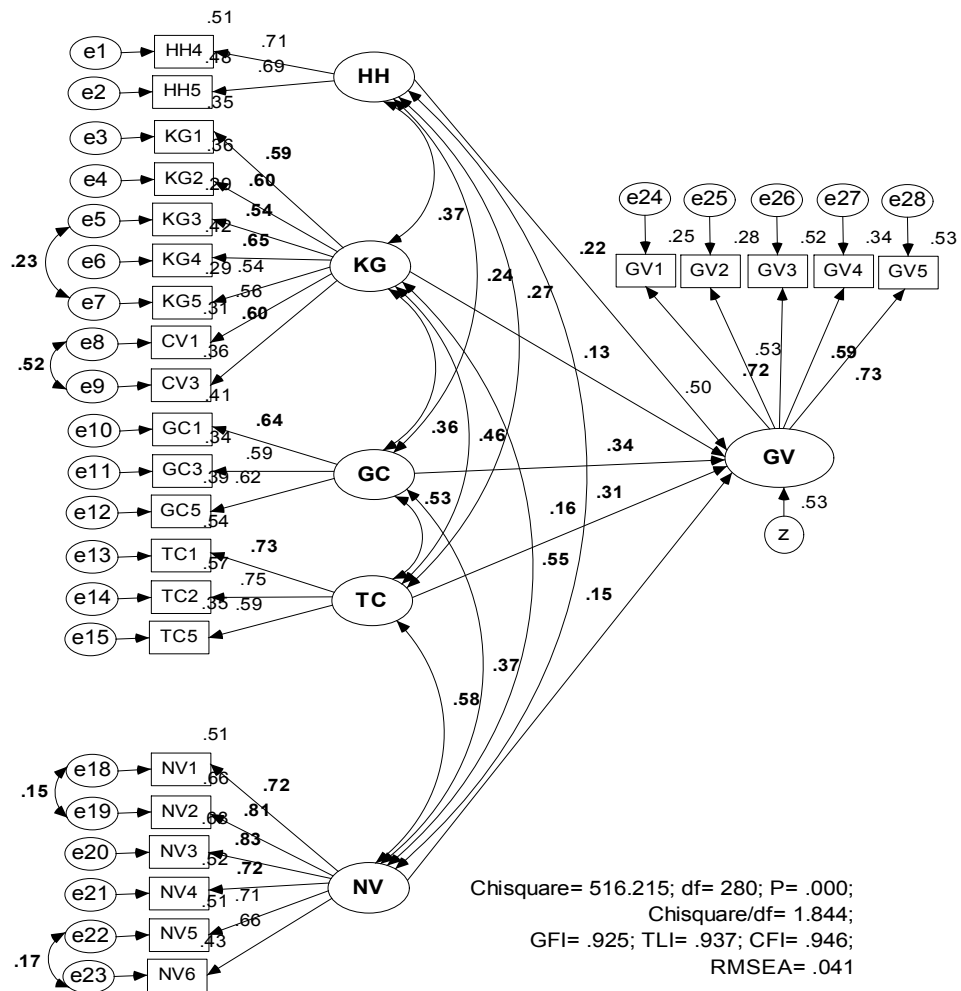 .51
e1 HH4 .71
.48 .69 HH
e2 HH5
.35
e3 KG1
.36 .59
e4 KG2 .60
.29 .54
e5 KG3
.42 .65
e6 KG4
.29 .54
.23
e7 KG5 .56
.31 .60
e8 CV1
.52 .36
e9 CV3
.41
KG
.37
.24
.27
.22
.13
e10 GC1 .64
.34 .59
e11 GC3
.39 .62 GC
e12 GC5
.54
.36
.46
.34
.53
.16
.31
e13 TC1 .73
.57 .75
e14 TC2
.35 .59 TC
e15 TC5
.55
.15
.37
.58
.51
e18 NV1
.66 .72
.15
e19 NV2 .81
.68 .83
e20 NV3
.52 .72
e21 NV4 NV
.51 .71
e22 NV5 .66
.43
.17
e23 NV6
e24 e25 e26 e27 e28
.25 .28 .52 .34 .53
GV1 GV2 GV3 GV4 GV5
.50 .72 .53 .59 .73
GV
.53
z
Chisquare= 516.215; df= 280; P= .000;
Chisquare/df= 1.844;
GFI= .925; TLI= .937; CFI= .946;
RMSEA= .041